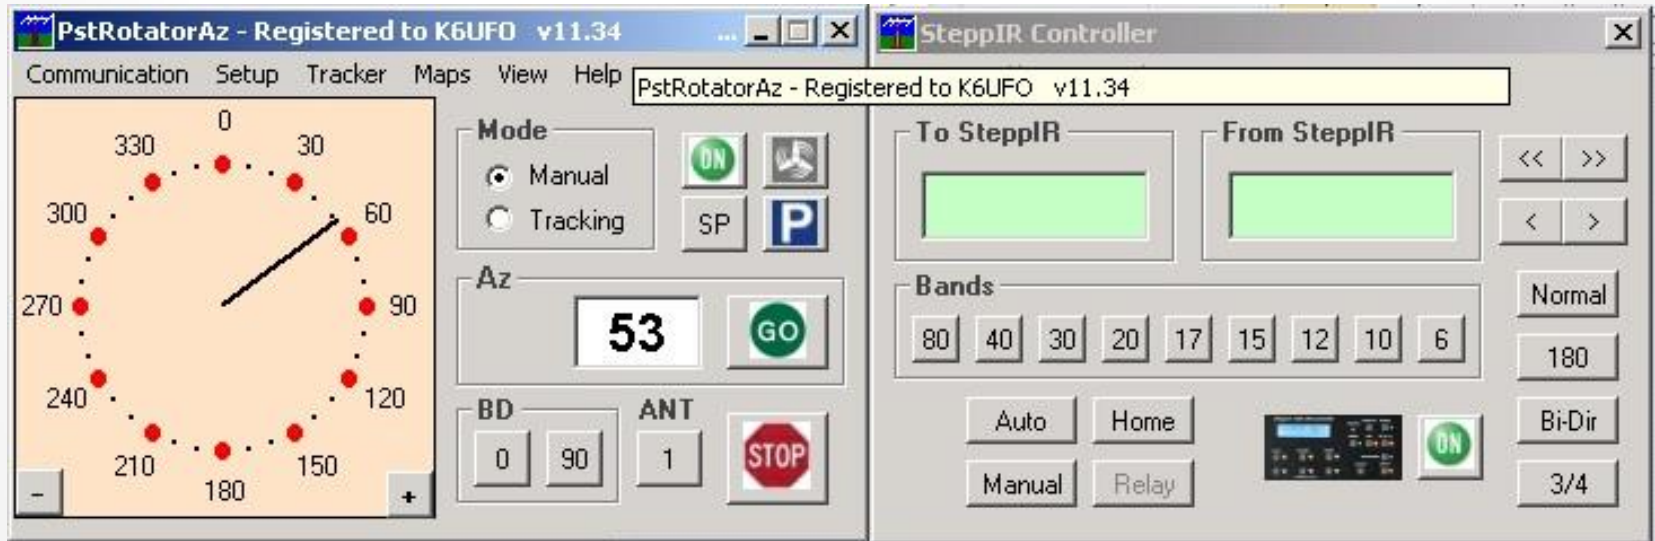 PstRotatorAz - Registered to K6UFO v11.34 ...
Communication Setup Tracker Maps View Help
0
330 30
300 60
270 90
240 120
210 150
180
- +
Mode
Manual
Tracking
ON
SP P
Az
53 GO
BD
0 90
ANT
1
STOP
SteppIR Controller
PstRotatorAz - Registered to K6UFO v11.34
To SteppIR
From SteppIR
<< >>
< >
Bands
80 40 30 20 17 15 12 10 6
Normal
180
Bi-Dir
3/4
Auto Home
Manual Relay
ON